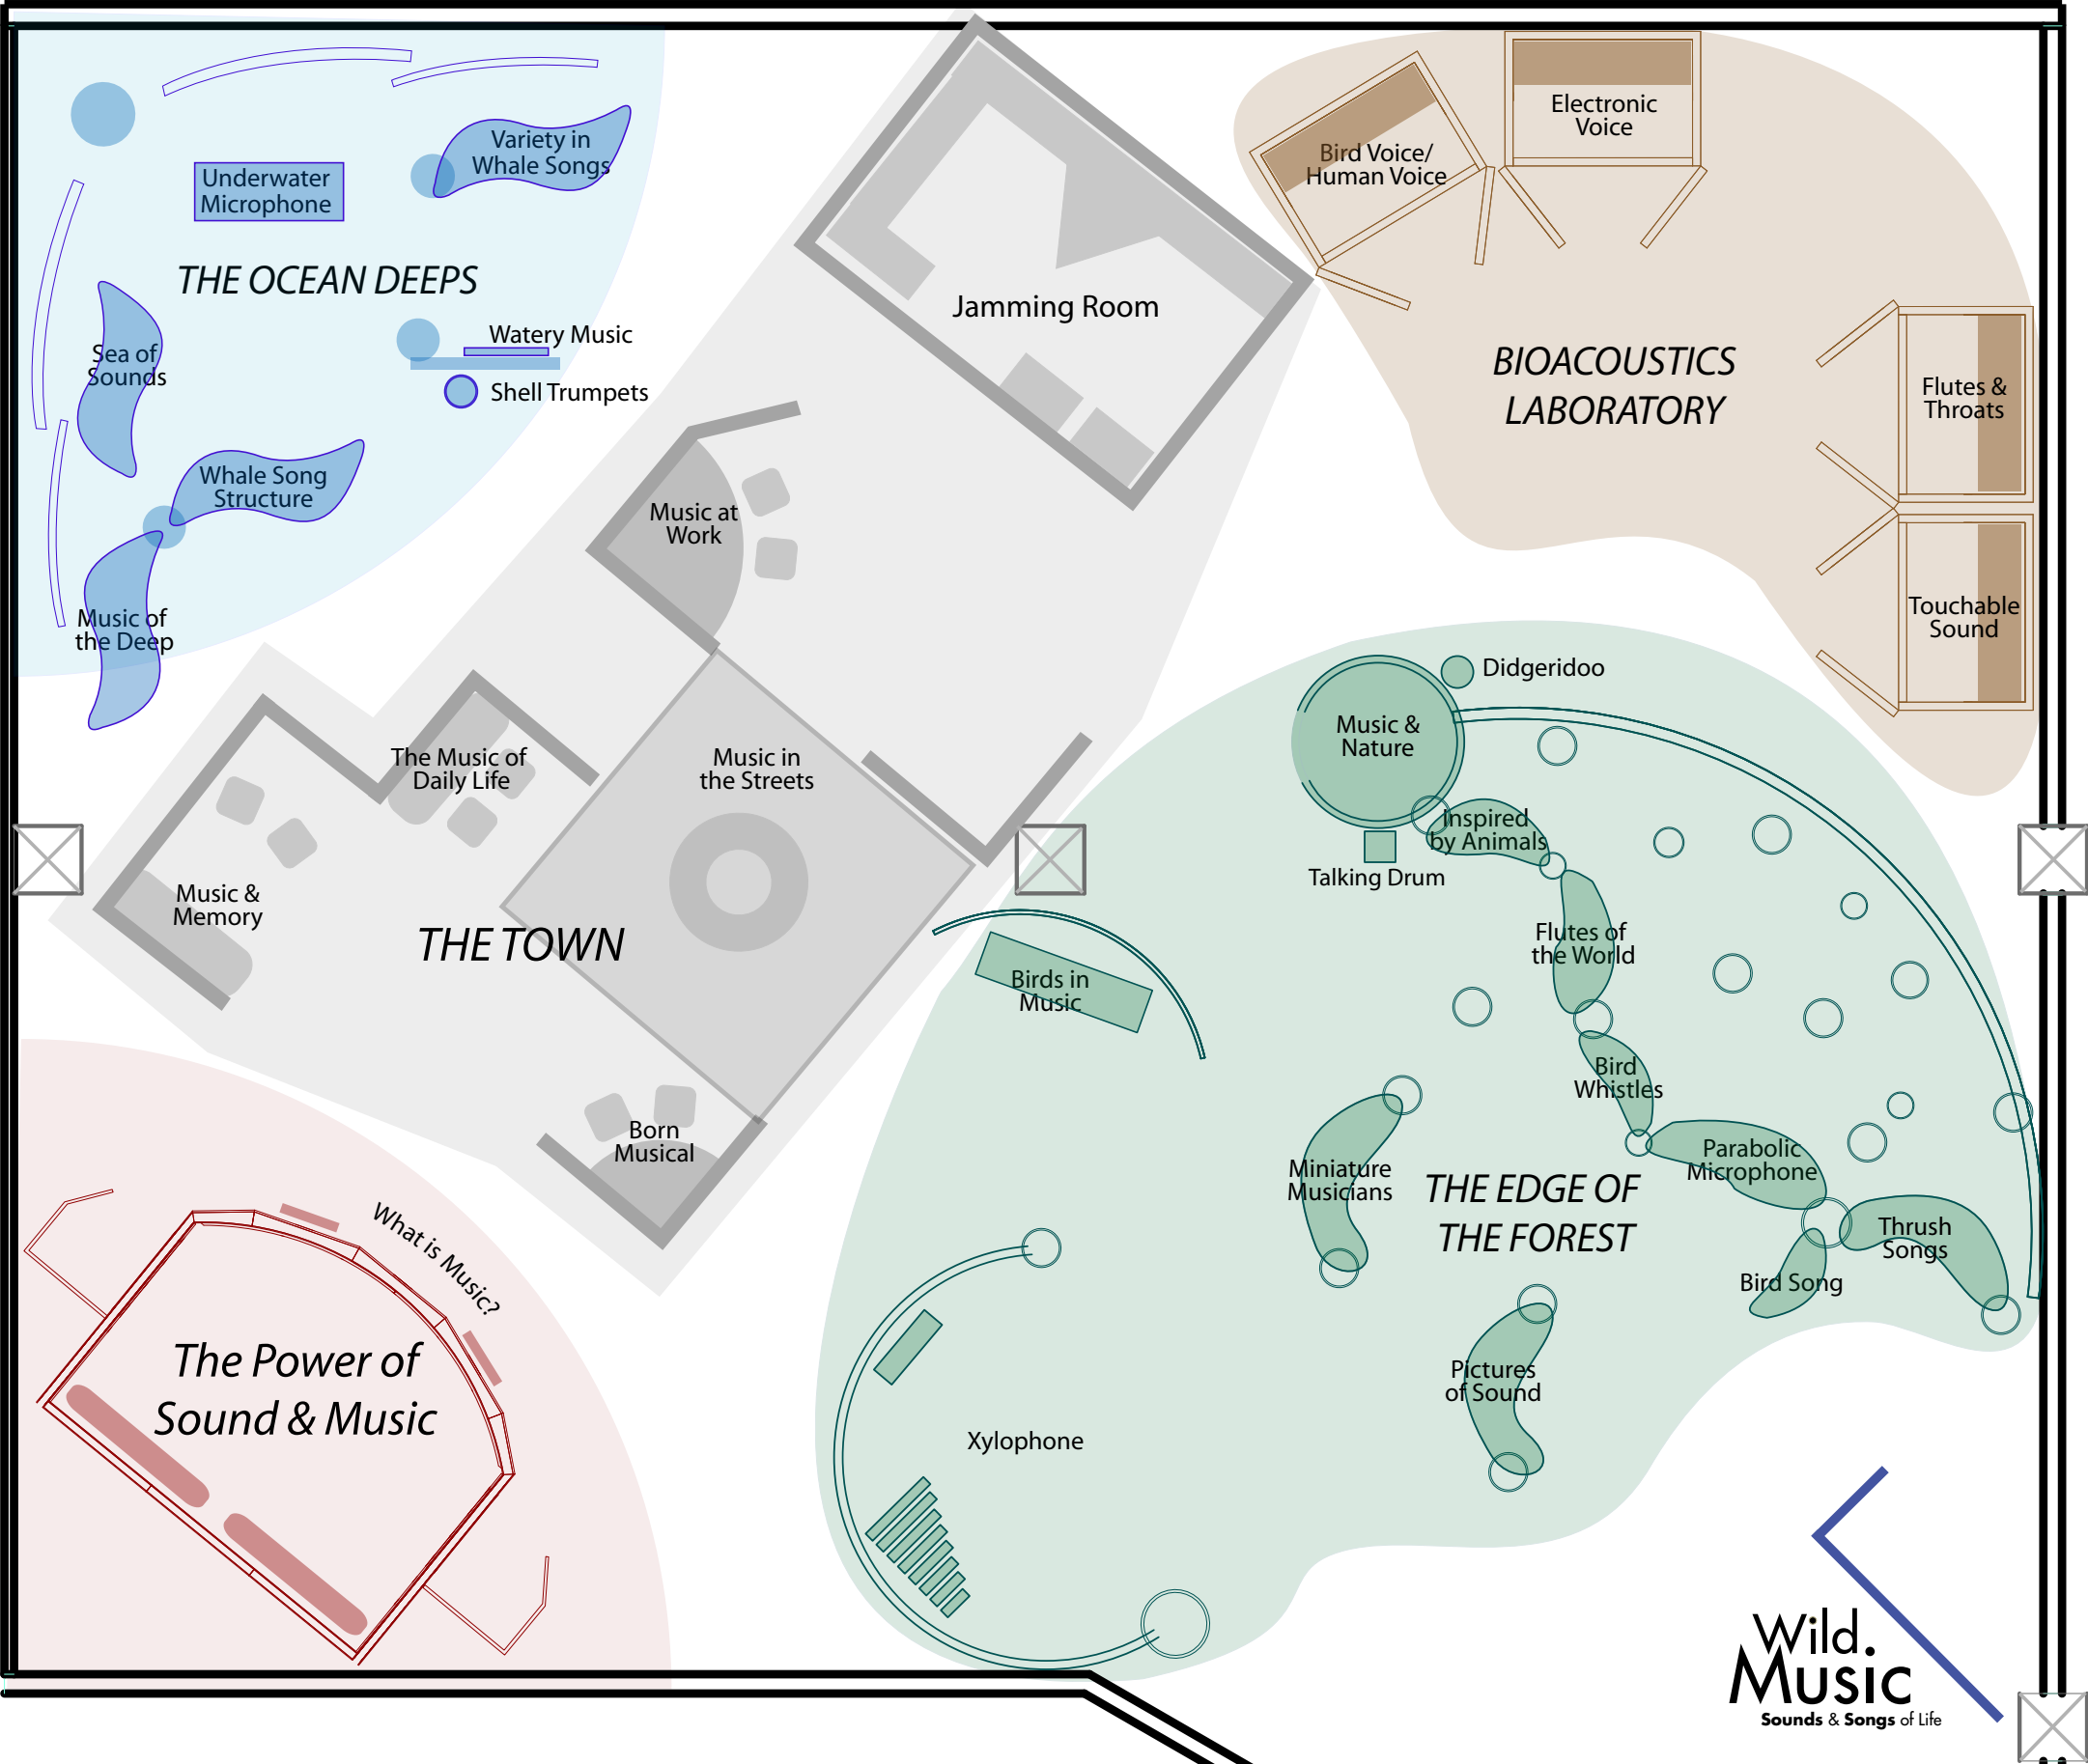 Variety in
Whale Songs
Underwater
Microphone
THE OCEAN DEEPS
Watery Music
Shell Trumpets
Sea of
Sounds
Whale Song
Structure
Music of
the Deep
Jamming Room
Music at
Work
The Music of
Daily Life
Music in
the Streets
Music &
Memory
THE TOWN
Born
Musical
Electronic
Voice
Bird Voice/
Human Voice
BIOACOUSTICS
LABORATORY
Flutes &
Throats
Touchable
Sound
Didgeridoo
Music &
Nature
Inspired
by Animals
Talking Drum
Flutes of
the World
Birds in
Music
Bird
Whistles
Parabolic
Microphone
Miniature
Musicians
THE EDGE OF
THE FOREST
Thrush
Songs
Bird Song
Pictures
of Sound
Xylophone
What is Music?
The Power of
Sound & Music
Wild.
Music
Sounds & Songs of Life